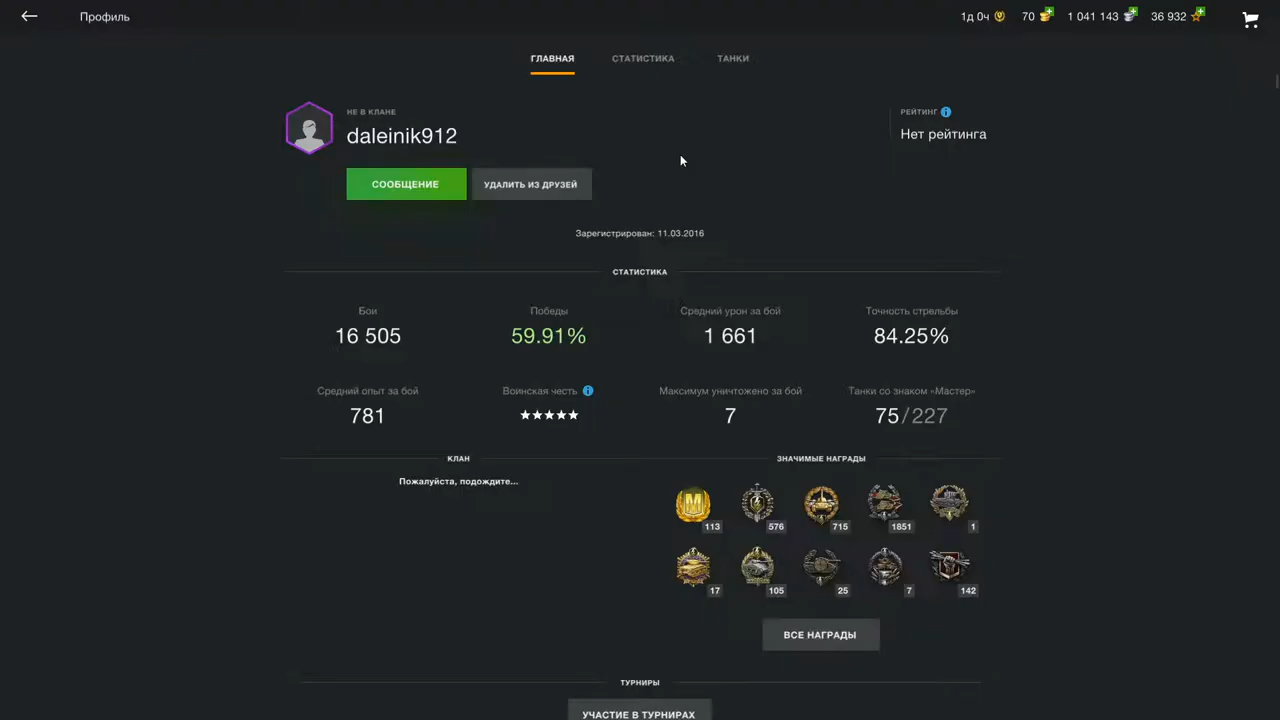 Профиль
1д 0ч
70
1 041 143
36 932
ГЛАВНАЯ
СТАТИСТИКА
ТАНКИ
НЕ В КЛАНЕ
daleinik912
РЕЙТИНГ
Нет рейтинга
СООБЩЕНИЕ
УДАЛИТЬ ИЗ ДРУЗЕЙ
Зарегистрирован: 11.03.2016
СТАТИСТИКА
Бои
Победы
Средний урон за бой
Точность стрельбы
16 505
59.91%
1 661
84.25%
Средний опыт за бой
Воинская честь
Максимум уничтожено за бой
Танки со знаком «Мастер»
781
7
75/227
КЛАН
ЗНАЧИМЫЕ НАГРАДЫ
Пожалуйста, подождите...
M
113
576
715
1851
1
17
105
25
7
142
ВСЕ НАГРАДЫ
ТУРНИРЫ
УЧАСТИЕ В ТУРНИРАХ